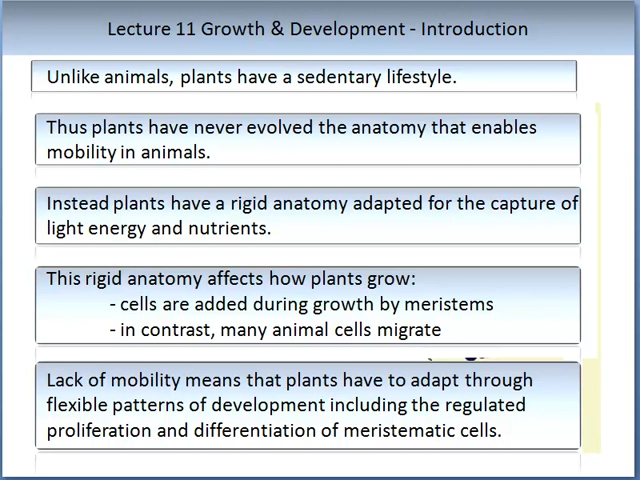 Lecture 11 Growth & Development - Introduction
Unlike animals, plants have a sedentary lifestyle.
Thus plants have never evolved the anatomy that enables
mobility in animals.
Instead plants have a rigid anatomy adapted for the capture of
light energy and nutrients.
This rigid anatomy affects how plants grow:
- cells are added during growth by meristems
- in contrast, many animal cells migrate
Lack of mobility means that plants have to adapt through
flexible patterns of development including the regulated
proliferation and differentiation of meristematic cells.